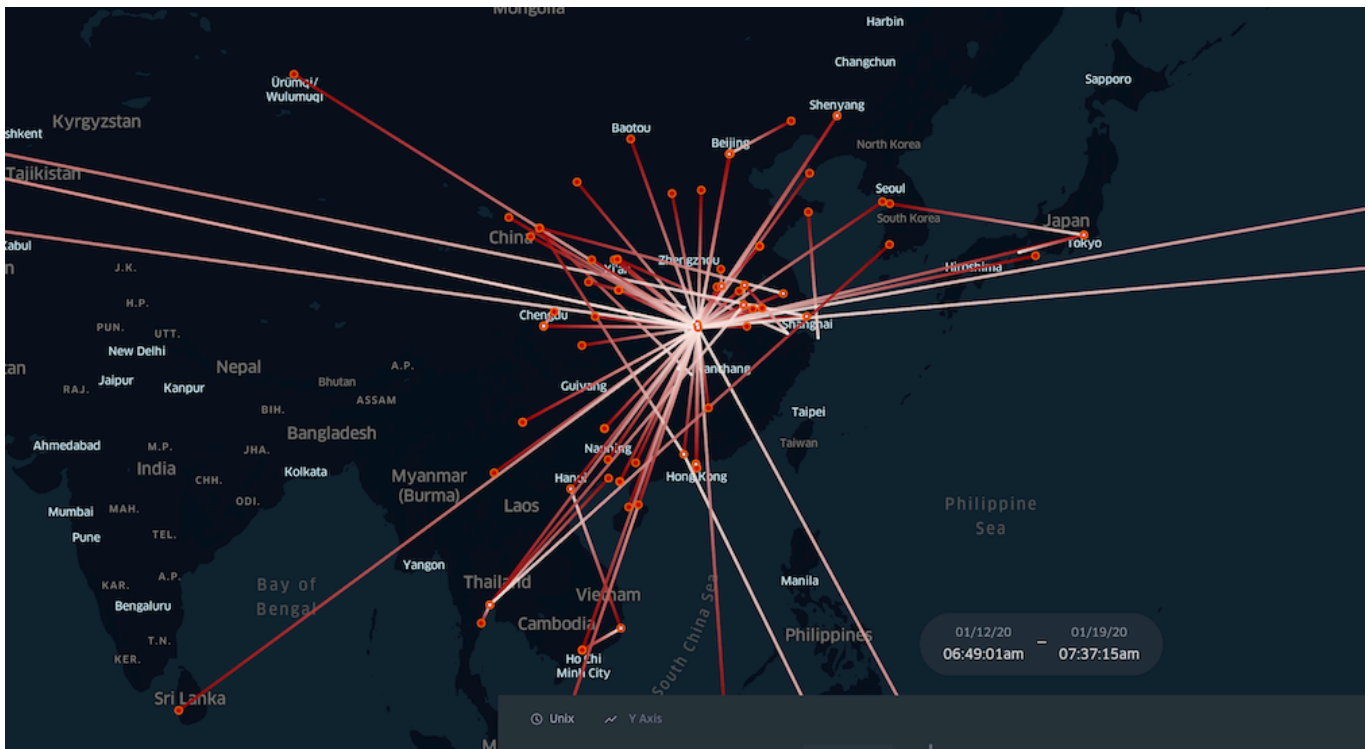 Mongolia
Harbin
Changchun
Sapporo
Ürümqi/
Wulumuqi
Shenyang
Kyrgyzstan
Baotou
shkent
Beijing
North Korea
Tajikistan
Seoul
South Korea
Japan
Kabul
China
Tokyo
Xi'an
Zhengzhou
J.K.
Hiroshima
H.P.
Chengdu
Shanghai
PUN.
UTT.
New Delhi
Nepal
A.P.
anchang
Jaipur
Kanpur
RAJ.
Bhutan
Guiyang
ASSAM
BIH.
Taipei
Bangladesh
Taiwan
Ahmedabad
M.P.
JHA.
Nanning
India
Kolkata
Myanmar
(Burma)
CHH.
Hanoi
Hong Kong
ODI.
Laos
Philippine
Sea
Mumbai
MAH.
Pune
TEL.
Yangon
KAR.
A.P.
Bay of
Bengal
Thailand
Manila
Bengaluru
Vietnam
Cambodia
South China Sea
Philippines
T.N.
KER.
Ho Chi
Minh City
01/12/20 – 01/19/20
06:49:01am 07:37:15am
Sri Lanka
Unix Y Axis